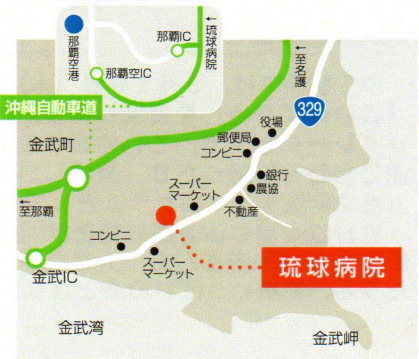 那覇空港
那覇IC
←琉球病院
那覇空IC
沖縄自動車道
←至名護
329
役場
郵便局
コンビニ
金武町
銀行
農協
スーパー
マーケット
不動産
←
至那覇
コンビニ
スーパー
マーケット
琉球病院
金武IC
金武湾
金武岬